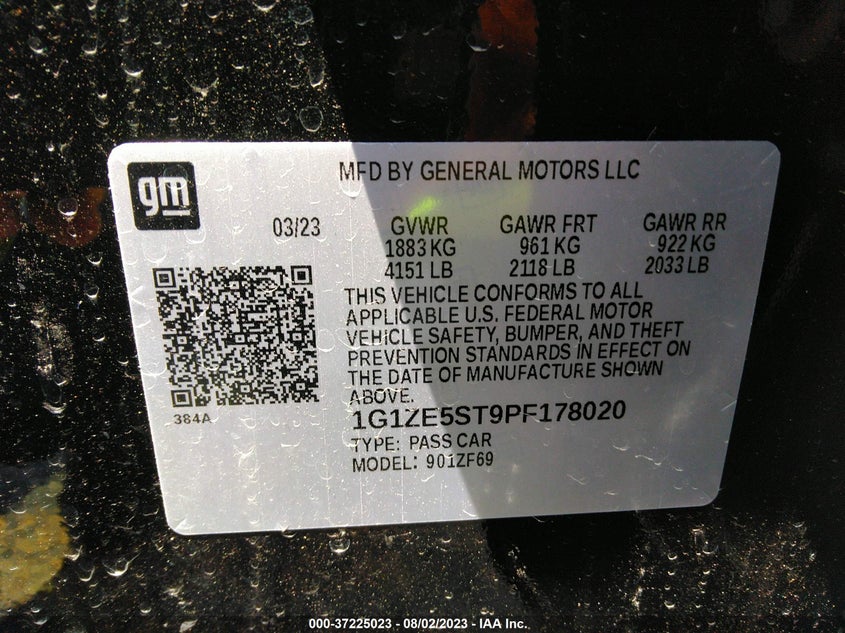 gm
MFD BY GENERAL MOTORS LLC
03/23
GVWR GAWR FRT GAWR RR
1883 KG 961 KG 922 KG
4151 LB 2118 LB 2033 LB
THIS VEHICLE CONFORMS TO ALL
APPLICABLE U.S. FEDERAL MOTOR
VEHICLE SAFETY, BUMPER, AND THEFT
PREVENTION STANDARDS IN EFFECT ON
THE DATE OF MANUFACTURE SHOWN
ABOVE.
384A
1G1ZE5ST9PF178020
TYPE: PASS CAR
MODEL: 901ZF69
000-37225023 - 08/02/2023 - IAA Inc.